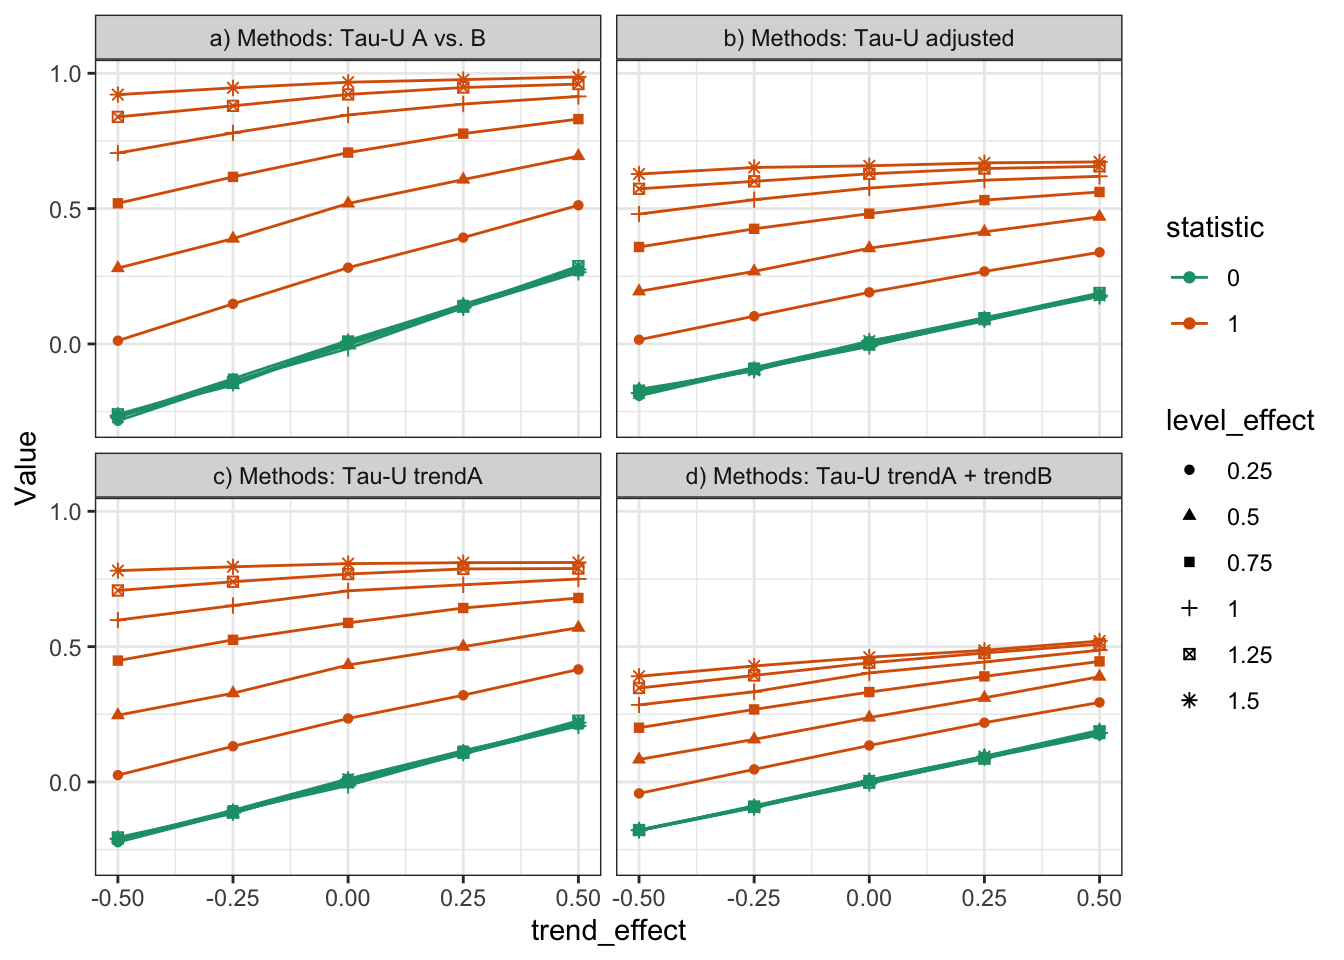 a) Methods: Tau-U A vs. B
b) Methods: Tau-U adjusted
1.0
0.5
0.0
c) Methods: Tau-U trendA
d) Methods: Tau-U trendA + trendB
1.0
0.5
0.0
-0.50 -0.25 0.00 0.25 0.50
-0.50 -0.25 0.00 0.25 0.50
trend_effect
Value
statistic
0
1
level_effect
0.25
0.5
0.75
1
1.25
1.5